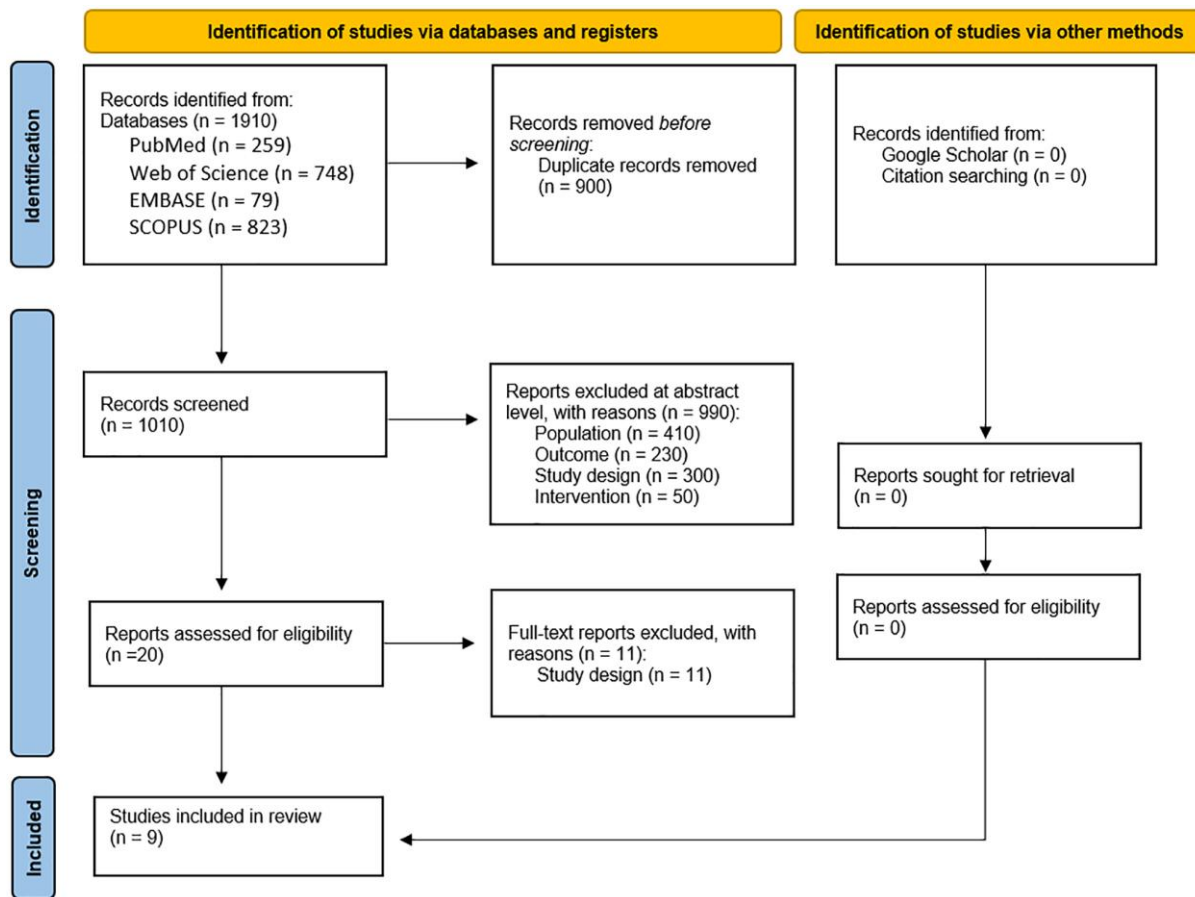 Identification of studies via databases and registers
Identification of studies via other methods
Identification
Records identified from:
Databases (n = 1910)
PubMed (n = 259)
Web of Science (n = 748)
EMBASE (n = 79)
SCOPUS (n = 823)
Records removed before
screening:
Duplicate records removed
(n = 900)
Records identified from:
Google Scholar (n = 0)
Citation searching (n = 0)
Screening
Records screened
(n = 1010)
Reports excluded at abstract
level, with reasons (n = 990):
Population (n = 410)
Outcome (n = 230)
Study design (n = 300)
Intervention (n = 50)
Reports sought for retrieval
(n = 0)
Reports assessed for eligibility
(n =20)
Full-text reports excluded, with
reasons (n = 11):
Study design (n = 11)
Reports assessed for eligibility
(n = 0)
Included
Studies included in review
(n = 9)